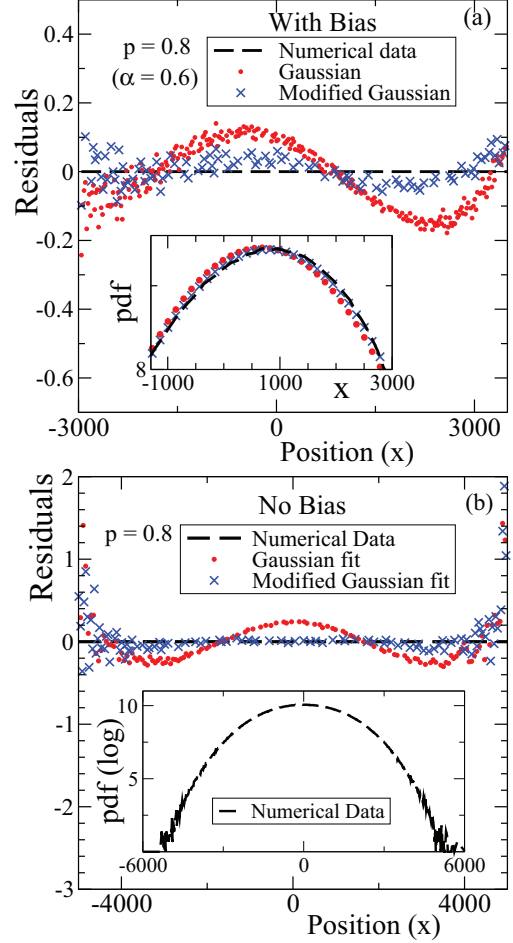 With Bias
(a)
p = 0.8
(α = 0.6)
Numerical data
Gaussian
Modified Gaussian
Residuals
0.4
0.2
0
-0.2
-0.4
-0.6
pdf
8
-1000
1000
x
3000
-3000
0
3000
Position (x)
No Bias
(b)
p = 0.8
Numerical Data
Gaussian fit
Modified Gaussian fit
Residuals
2
1
0
-1
-2
-3
pdf (log)
10
5
Numerical Data
-6000
0
6000
-4000
-2000
0
2000
4000
Position (x)